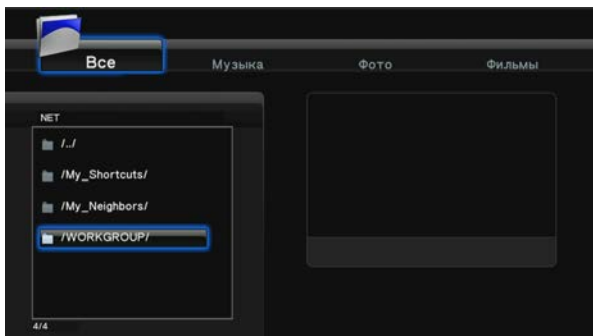 Все Музыка Фото Фильмы
NET
/../
/My_Shortcuts/
/My_Neighbors/
/WORKGROUP/
4/4